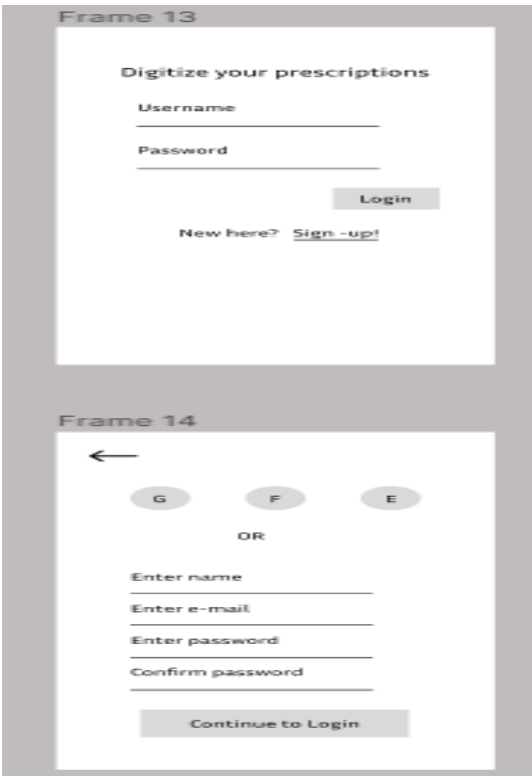 Frame 13
Digitize your prescriptions
Username
Password
Login
New here? Sign -up!
Frame 14
G F E
OR
Enter name
Enter e-mail
Enter password
Confirm password
Continue to Login